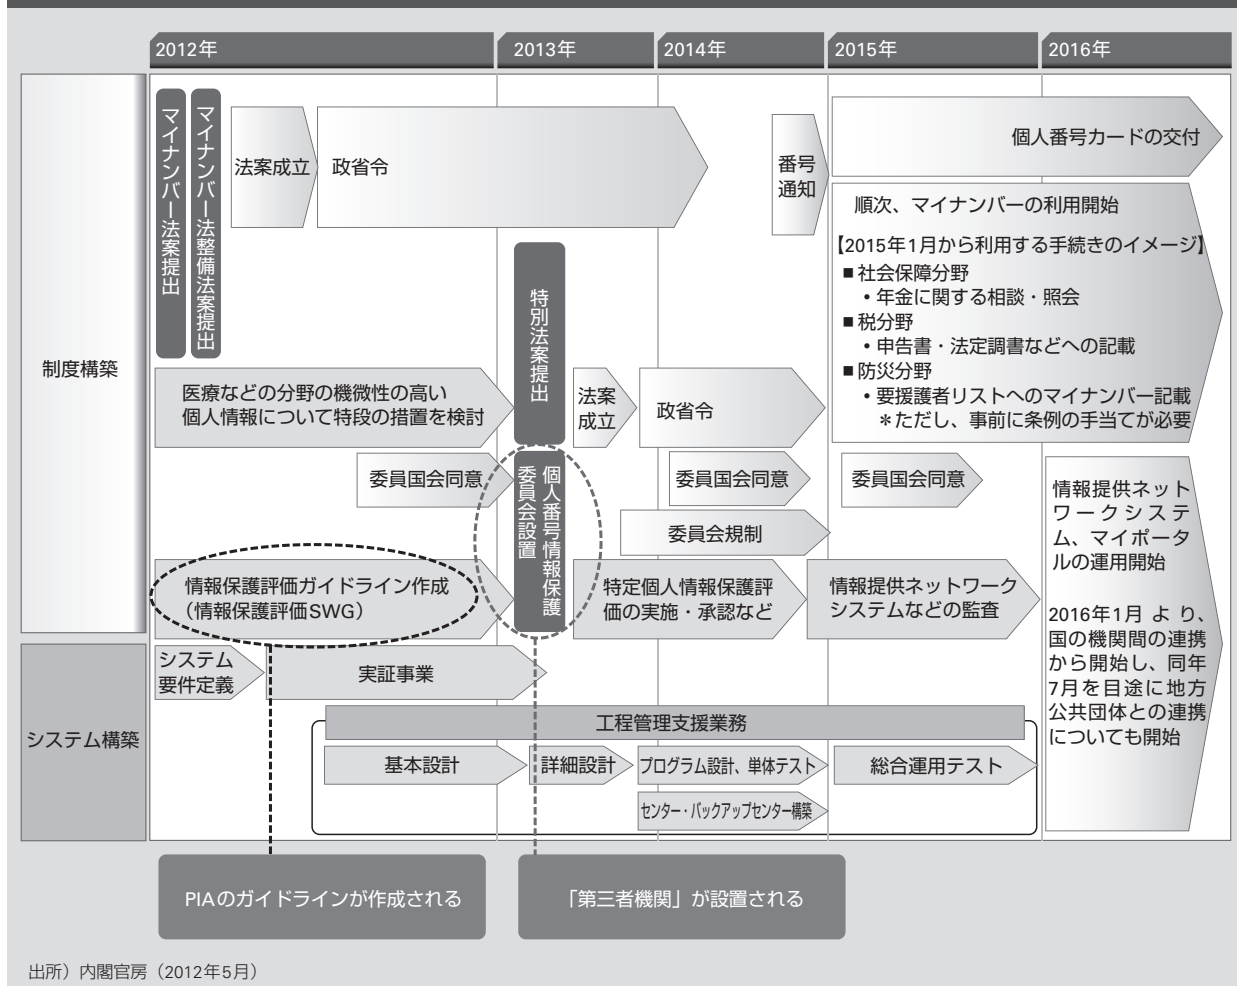 2012年
2013年
2014年
2015年
2016年
制度構築
マイナンバー法案提出
マイナンバー法整備法案提出
法案成立
政省令
番号
通知
個人番号カードの交付
順次、マイナンバーの利用開始
【2015年1月から利用する手続きのイメージ】
■社会保障分野
・年金に関する相談・照会
■税分野
・申告書・法定調書などへの記載
■防災分野
・要援護者リストへのマイナンバー記載
＊ただし、事前に条例の手当てが必要
医療などの分野の機微性の高い
個人情報について特段の措置を検討
特別法案提出
法案
成立
政省令
委員国会同意
個人番号情報保護
委員会設置
委員国会同意
委員国会同意
委員会規制
情報保護評価ガイドライン作成
（情報保護評価SWG）
特定個人情報保護評
価の実施・承認など
情報提供ネットワーク
システムなどの監査
情報提供ネット
ワークシステ
ム、マイポータ
ルの運用開始
2016年1月より、
国の機関間の連携
から開始し、同年
7月を目途に地方
公共団体との連携
についても開始
システム構築
システム
要件定義
実証事業
工程管理支援業務
基本設計
詳細設計
プログラム設計、単体テスト
総合運用テスト
センター・バックアップセンター構築
PIAのガイドラインが作成される
「第三者機関」が設置される
出所）内閣官房（2012年5月）